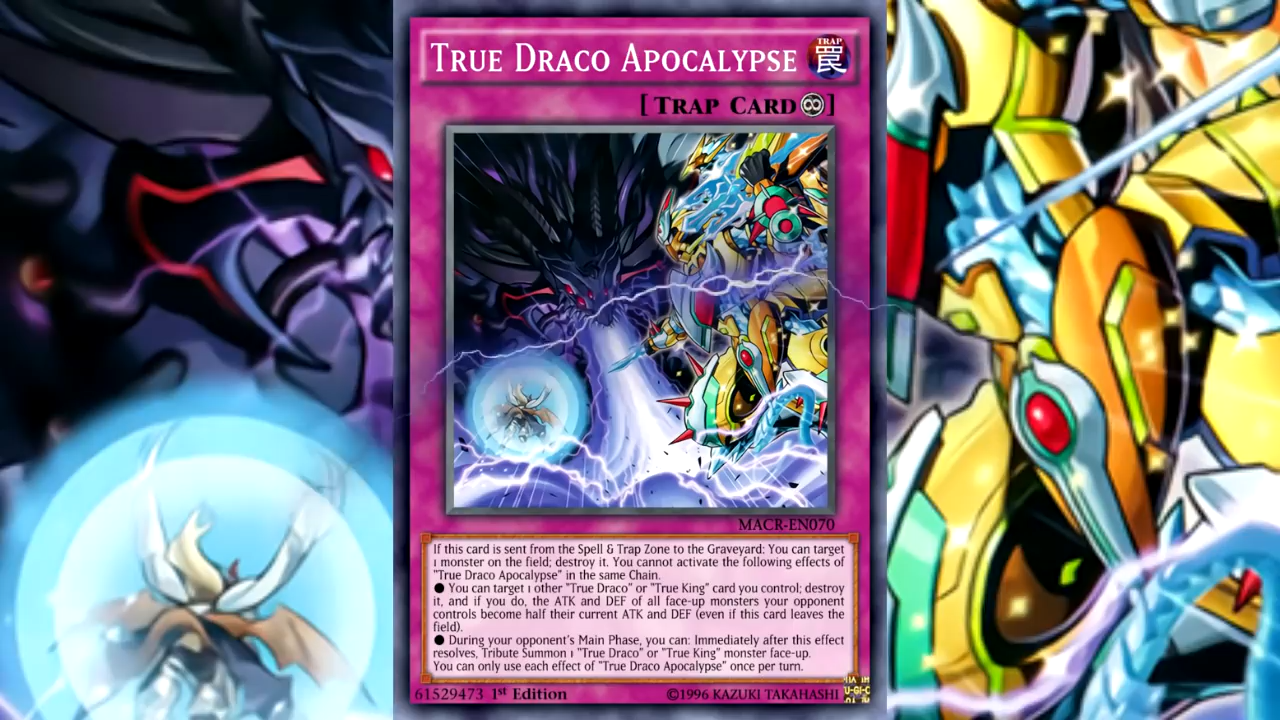 TRUE DRACO APOCALYPSE
TRAP
罠
[TRAP CARD]
MACR-EN070
If this card is sent from the Spell & Trap Zone to the Graveyard: You can target
1 monster on the field; destroy it. You cannot activate the following effects of
"True Draco Apocalypse" in the same Chain.
● You can target 1 other "True Draco" or "True King" card you control; destroy
it, and if you do, the ATK and DEF of all face-up monsters your opponent
controls become half their current ATK and DEF (even if this card leaves the
field).
● During your opponent's Main Phase, you can: Immediately after this effect
resolves, Tribute Summon 1 "True Draco" or "True King" monster face-up.
You can only use each effect of "True Draco Apocalypse" once per turn.
61529473 1st Edition
©1996 KAZUKI TAKAHASHI